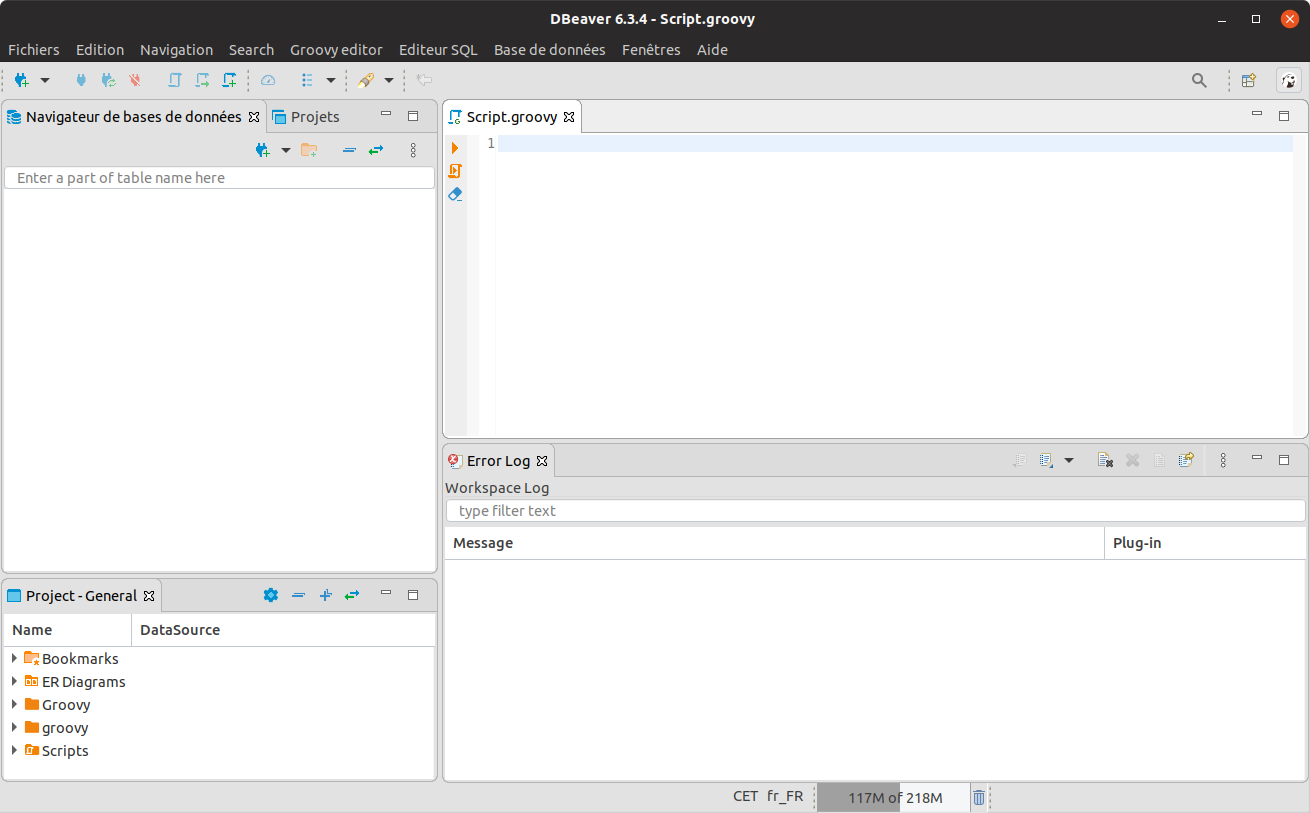 DBeaver 6.3.4 - Script.groovy
Fichiers Edition Navigation Search Groovy editor Editeur SQL Base de données Fenêtres Aide
Navigateur de bases de données Projets
Enter a part of table name here
Script.groovy
1
Error Log
Workspace Log
type filter text
Message Plug-in
Project - General
Name DataSource
Bookmarks
ER Diagrams
Groovy
groovy
Scripts
CET fr_FR 117M of 218M